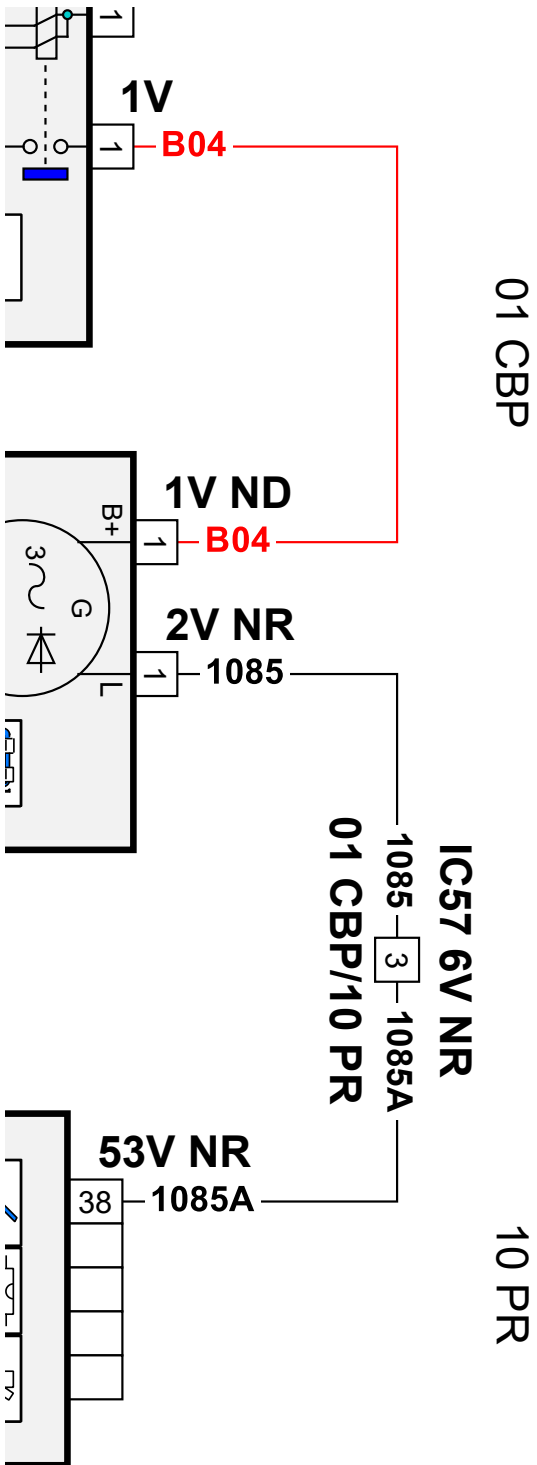 1
1V
1
B04
01 CBP
1V ND
B+
1
B04
3
G
2V NR
L
1
1085
1085
IC57 6V NR
01 CBP/10 PR
3
1085A
53V NR
38
1085A
10 PR